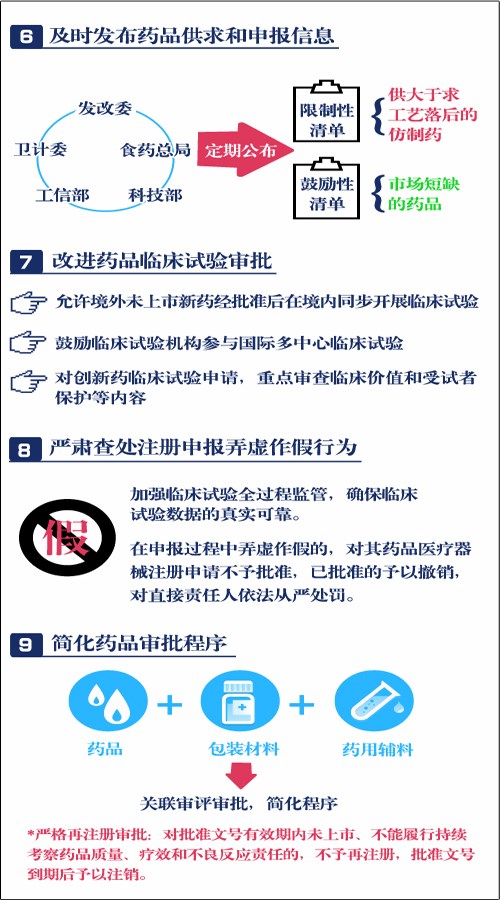 6 及时发布药品供求和申报信息
发改委
卫计委
食药总局
工信部
科技部
定期公布
限制性
清单
供大于求
工艺落后的
仿制药
鼓励性
清单
市场短缺
的药品
7 改进药品临床试验审批
允许境外未上市新药经批准后在境内同步开展临床试验
鼓励临床试验机构参与国际多中心临床试验
对创新药临床试验申请，重点审查临床价值和受试者
保护等内容
8 严肃查处注册申报弄虚作假行为
假
加强临床试验全过程监管，确保临床
试验数据的真实可靠。
在申报过程中弄虚作假的，对其药品医疗器
械注册申请不予批准，已批准的予以撤销，
对直接责任人依法从严处罚。
9 简化药品审批程序
药品
+
包装材料
+
药用辅料
关联审评审批，简化程序
*严格再注册审批：对批准文号有效期内未上市、不能履行持续
考察药品质量、疗效和不良反应责任的，不予再注册，批准文号
到期后予以注销。